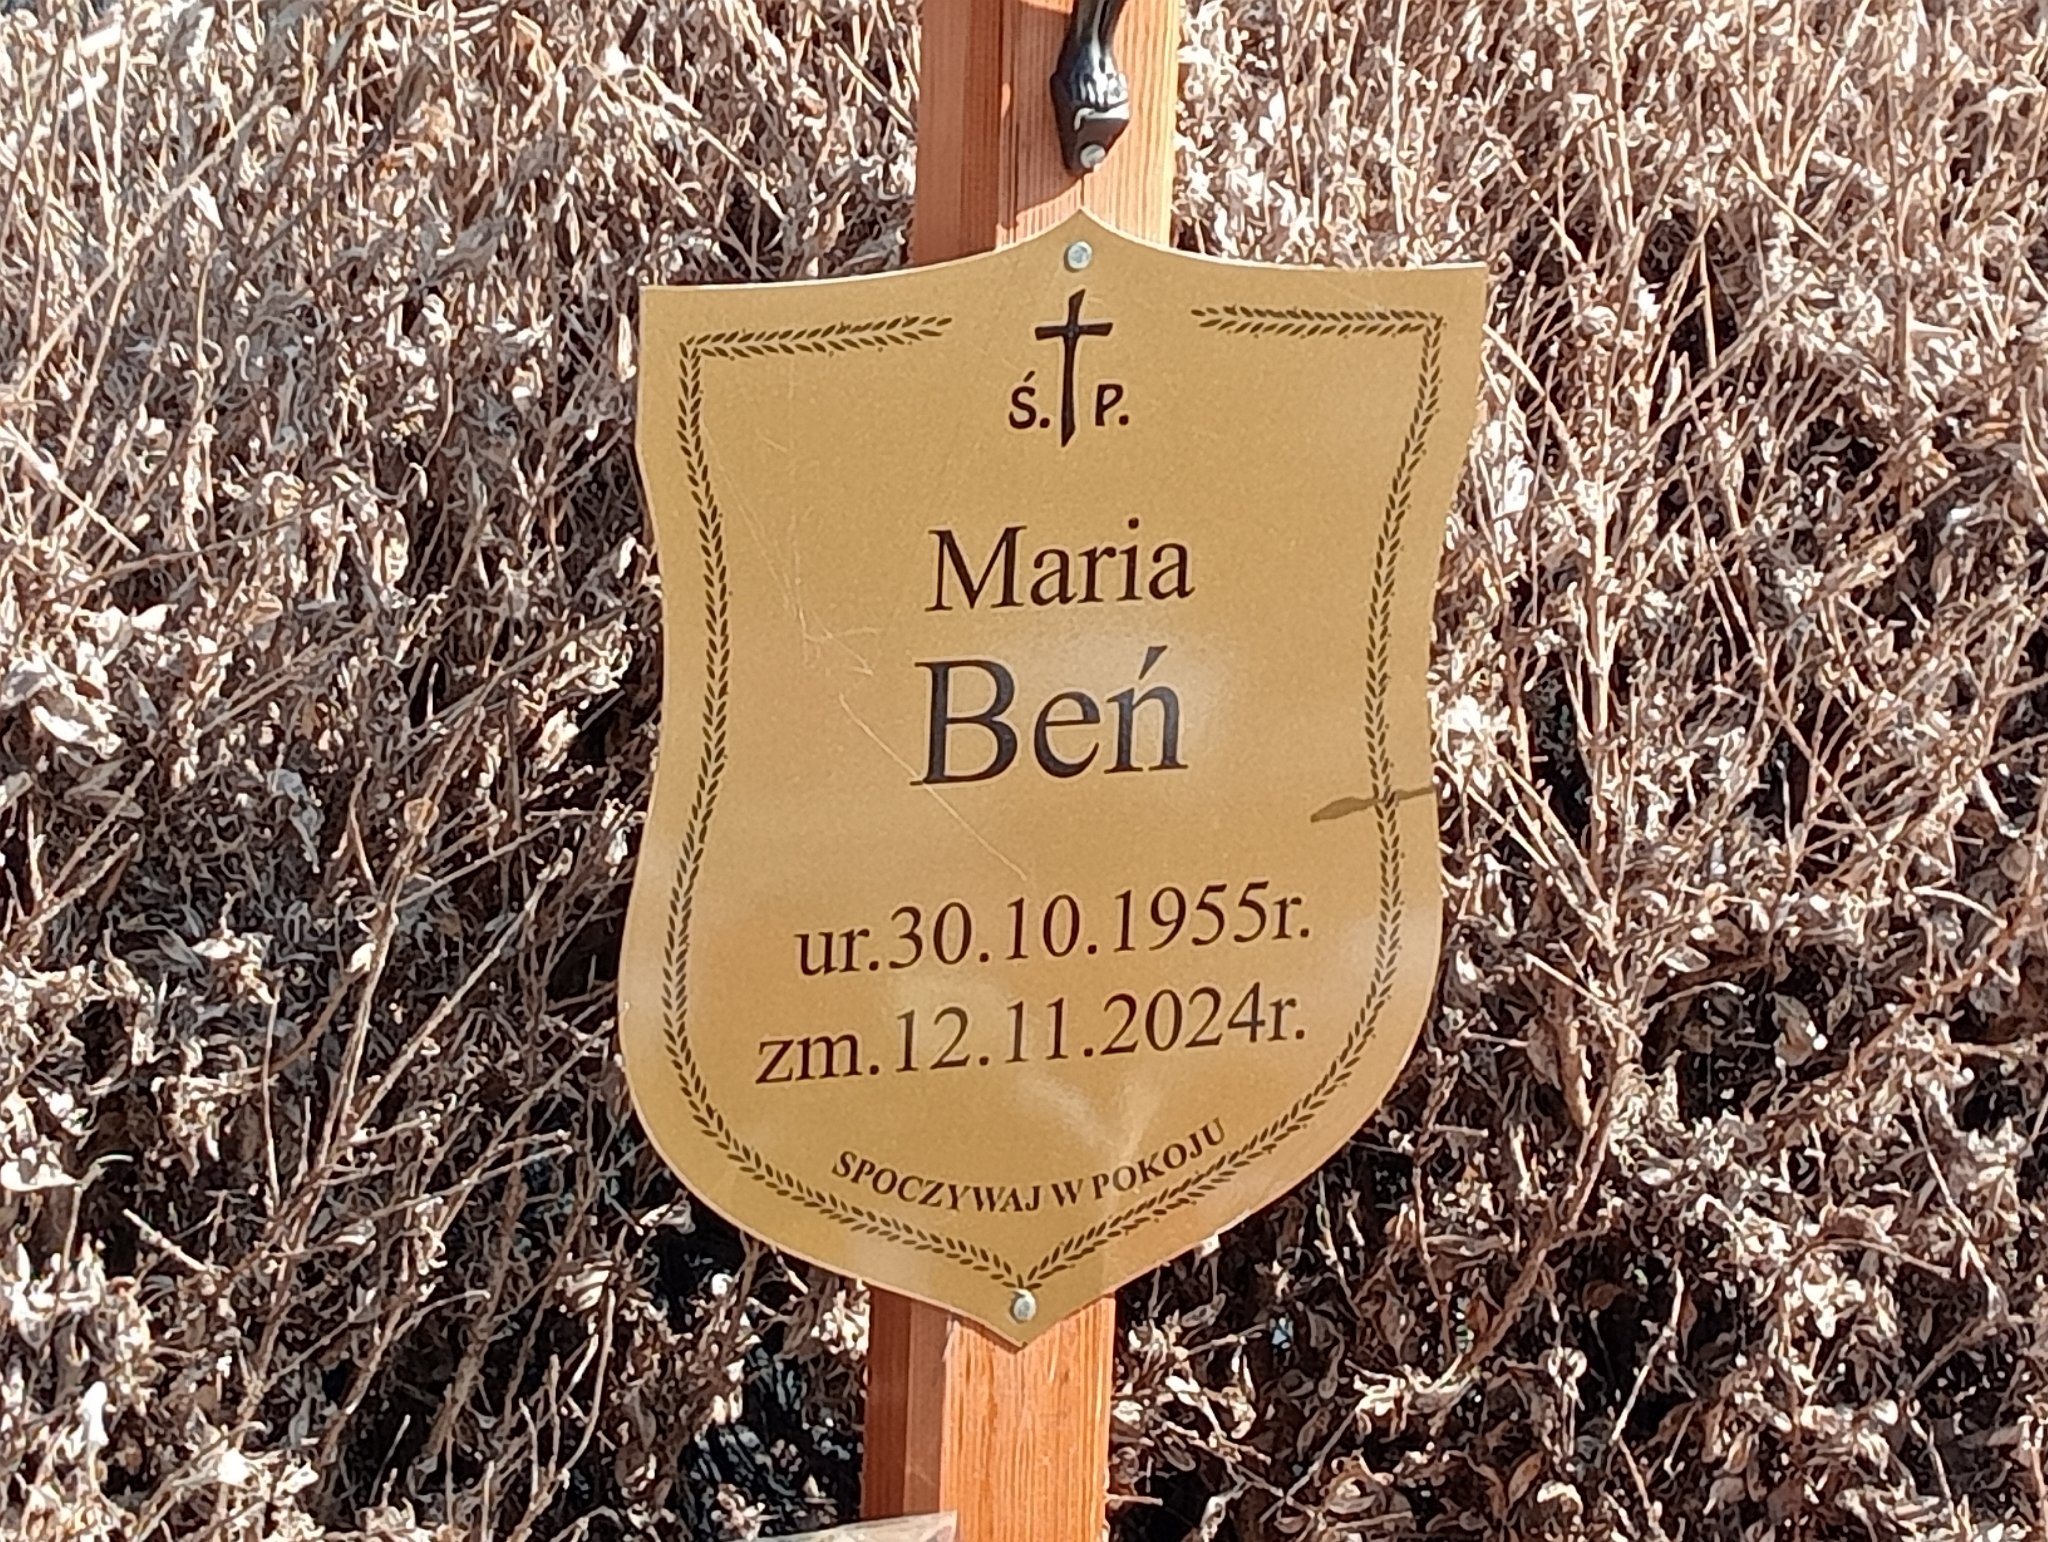 Ś. P.
Maria
Beń
ur.30.10.1955r.
zm.12.11.2024r.
SPOCZYWAJ W POKOJU